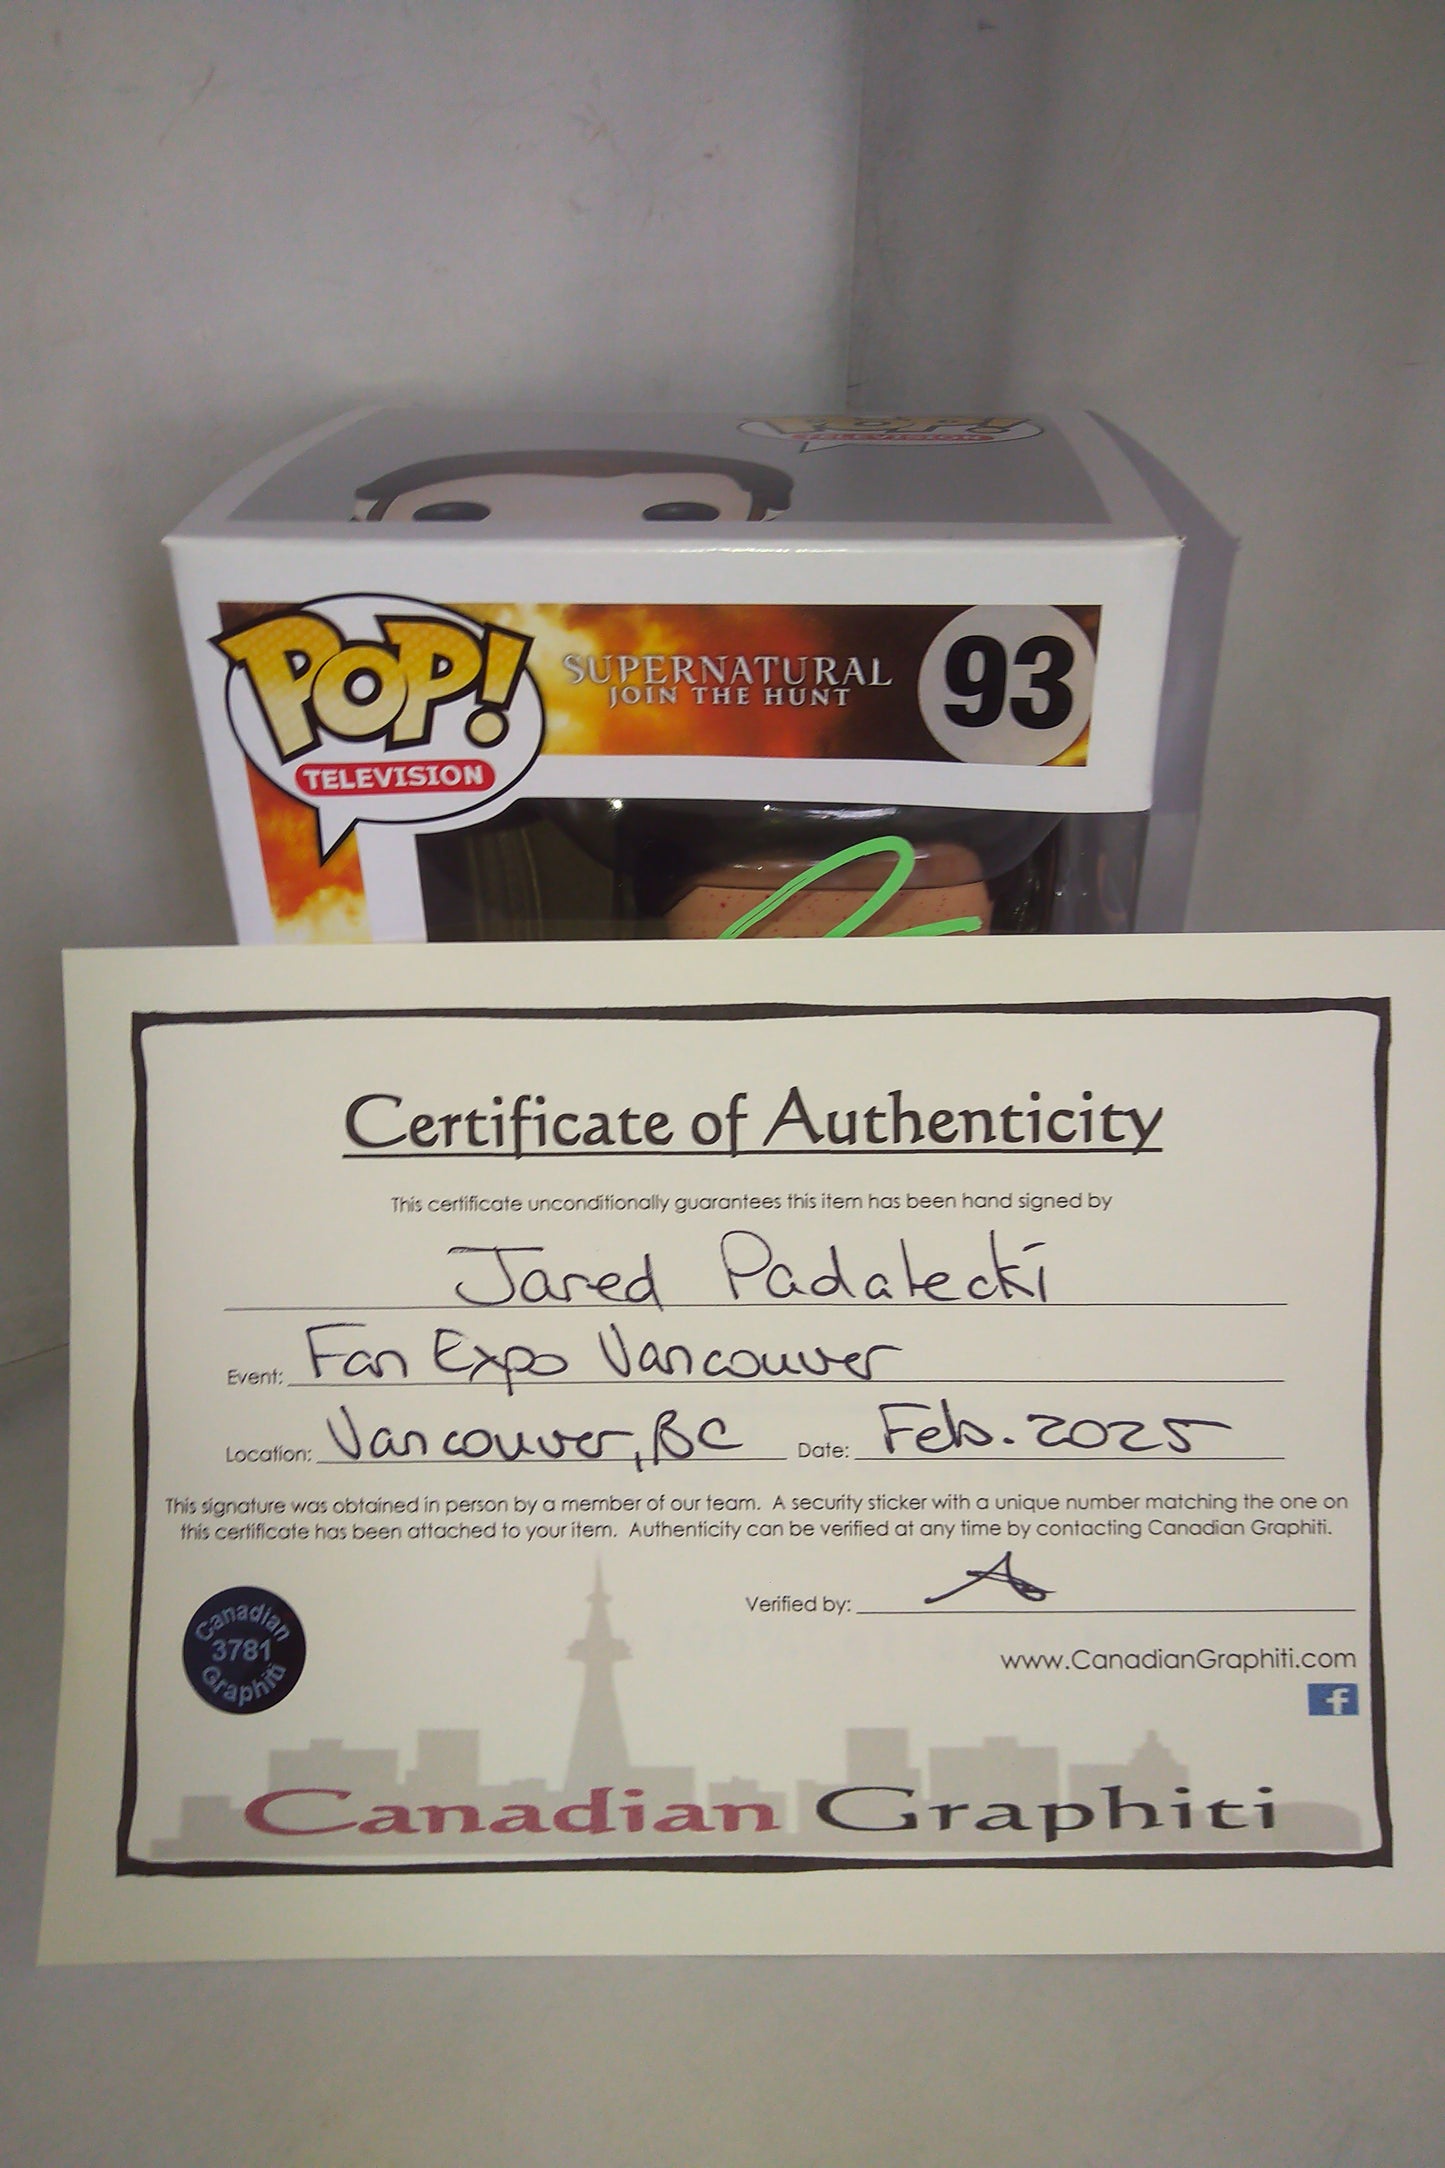 POP!
TELEVISION
POP!
TELEVISION
SUPERNATURAL
JOIN THE HUNT
93
Certificate of Authenticity
This certificate unconditionally guarantees this item has been hand signed by
Jared Padalecki
Event: Fan Expo Vancouver
Location: Vancouver, BC Date: Feb. 2025
This signature was obtained in person by a member of our team. A security sticker with a unique number matching the one on
this certificate has been attached to your item. Authenticity can be verified at any time by contacting Canadian Graphiti.
Verified by:
Canadian
3781
Graphiti
www.CanadianGraphiti.com
f
Canadian Graphiti